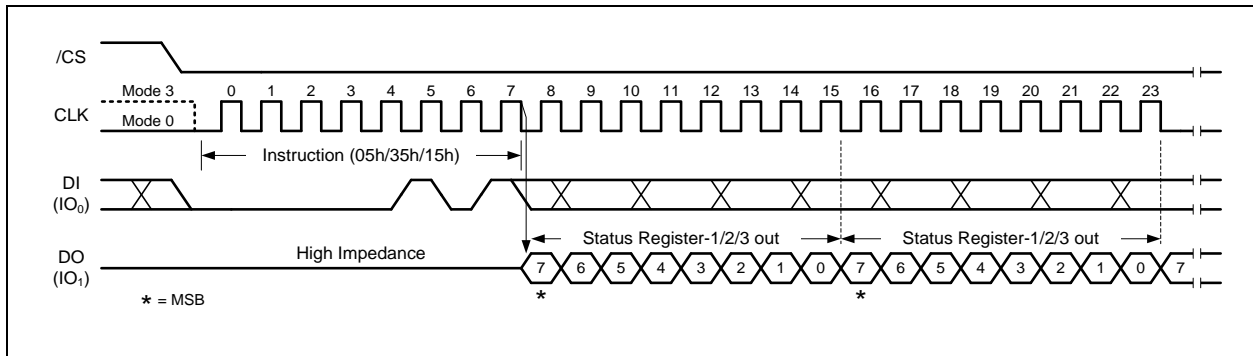 /CS
Mode 3
0 1 2 3 4 5 6 7 8 9 10 11 12 13 14 15 16 17 18 19 20 21 22 23
CLK
Mode 0
Instruction (05h/35h/15h)
DI
(IO₀)
Status Register-1/2/3 out Status Register-1/2/3 out
High Impedance
DO
(IO₁)
7 6 5 4 3 2 1 0 7 6 5 4 3 2 1 0 7
* *
* = MSB